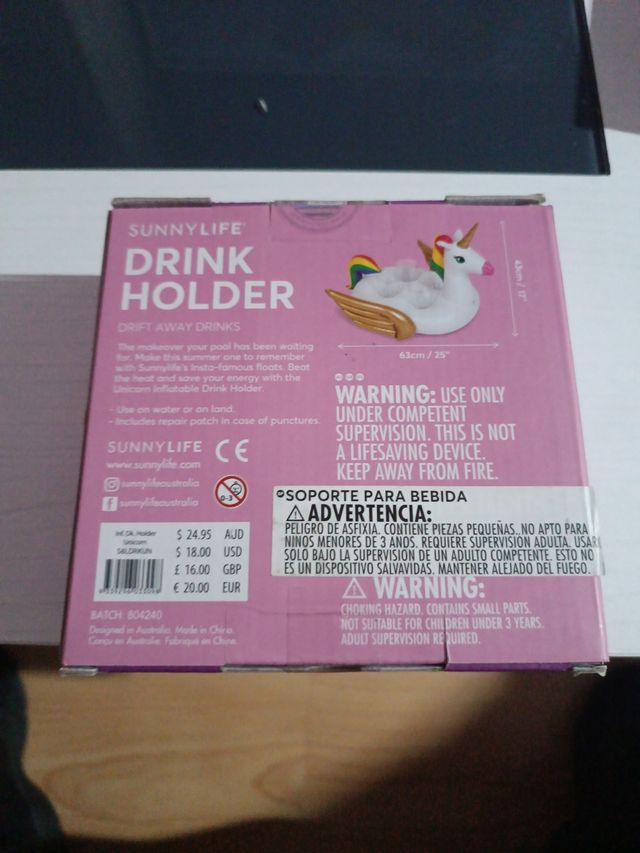 SUNNYLIFE®
DRINK
HOLDER
DRIFT AWAY DRINKS
The makeover your pool has been waiting
for. Make this summer one to remember
with Sunnylife's Insta-famous floats. Beat
the heat and save your energy with the
Unicorn Inflatable Drink Holder.
- Use on water or on land.
- Includes repair patch in case of punctures.
SUNNYLIFE
www.sunnylife.com
sunnylifeaustralia
sunnylifeaustralia
CE
0-3
Inf. Dk. Holder
Unicorn
S8LDRKUN
$ 24.95 AUD
$ 18.00 USD
£ 16.00 GBP
€ 20.00 EUR
BATCH: 804240
Designed in Australia. Made in China.
Conçu en Australie. Fabriqué en Chine.
43cm / 17"
63cm / 25"
WARNING: USE ONLY
UNDER COMPETENT
SUPERVISION. THIS IS NOT
A LIFESAVING DEVICE.
KEEP AWAY FROM FIRE.
SOPORTE PARA BEBIDA
ADVERTENCIA:
PELIGRO DE ASFIXIA. CONTIENE PIEZAS PEQUEÑAS. NO APTO PARA
NIÑOS MENORES DE 3 AÑOS. REQUIERE SUPERVISIÓN ADULTA. USAR
SOLO BAJO LA SUPERVISIÓN DE UN ADULTO COMPETENTE. ESTO NO
ES UN DISPOSITIVO SALVAVIDAS. MANTENER ALEJADO DEL FUEGO.
WARNING:
CHOKING HAZARD. CONTAINS SMALL PARTS.
NOT SUITABLE FOR CHILDREN UNDER 3 YEARS.
ADULT SUPERVISION REQUIRED.